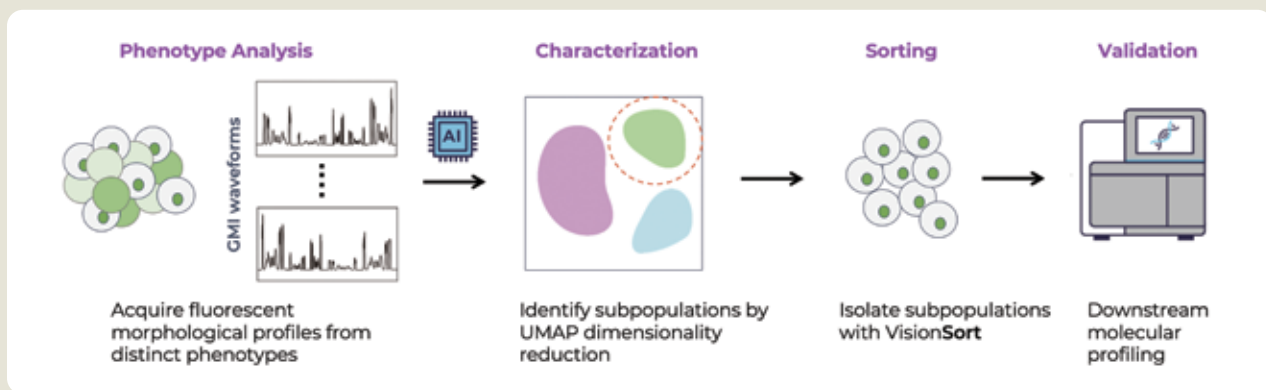 Phenotype Analysis
Characterization
Sorting
Validation
GMI waveforms
AI
Acquire fluorescent
morphological profiles from
distinct phenotypes
Identify subpopulations by
UMAP dimensionality
reduction
Isolate subpopulations
with VisionSort
Downstream
molecular
profiling